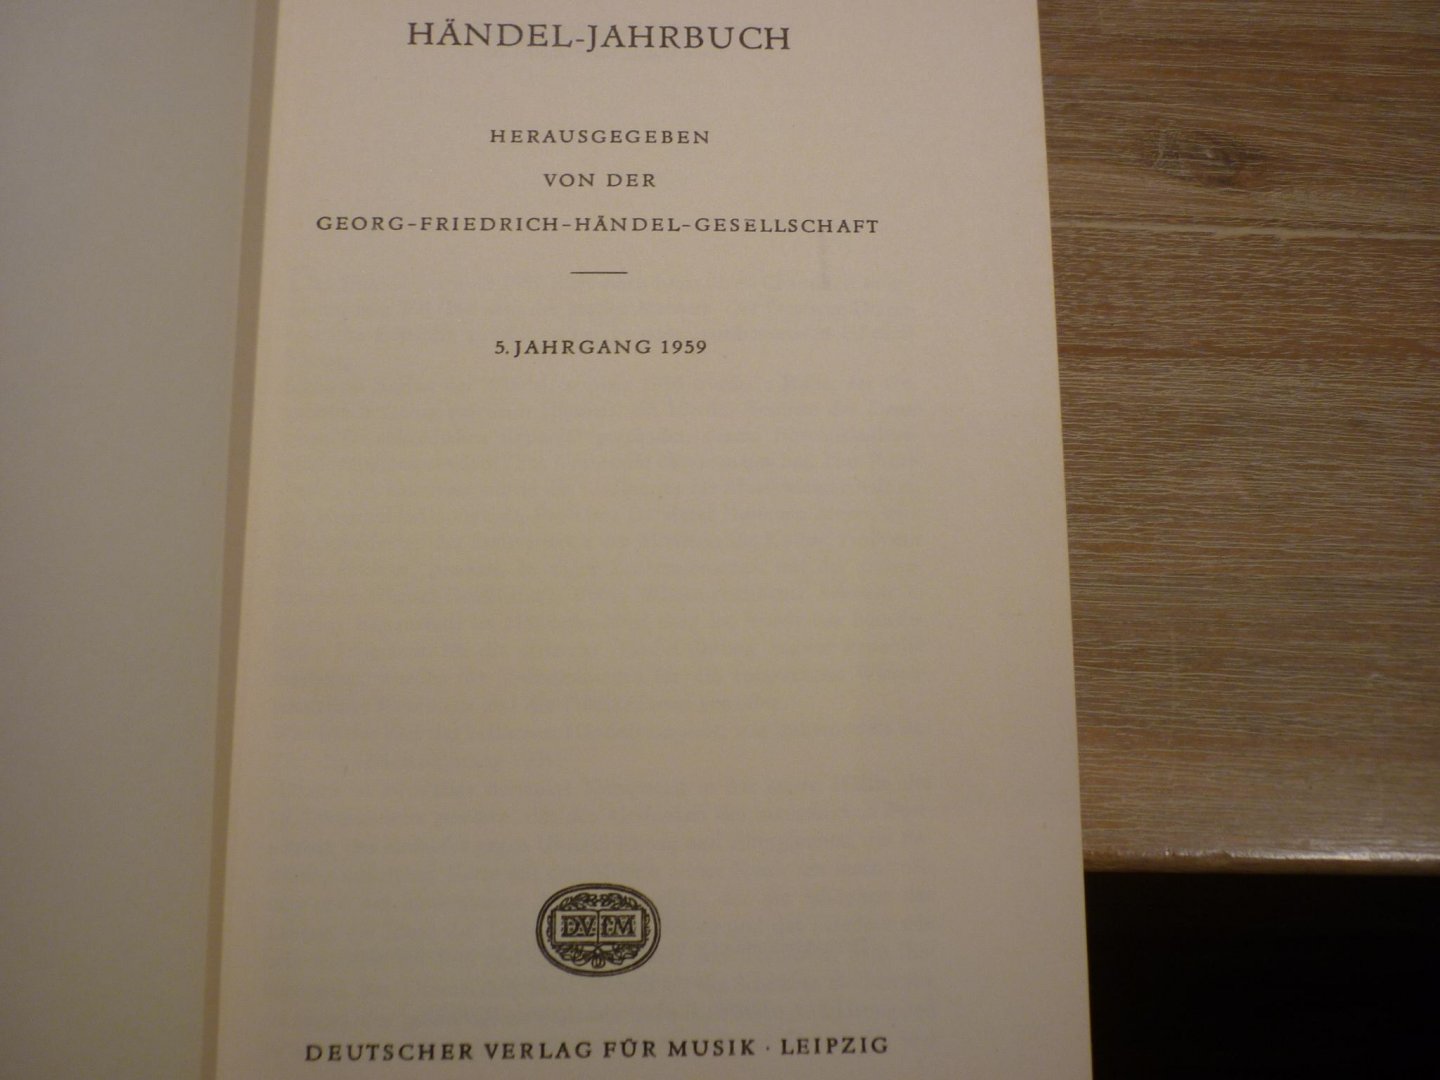 HÄNDEL-JAHRBUCH
HERAUSGEGEBEN
VON DER
GEORG-FRIEDRICH-HÄNDEL-GESELLSCHAFT
5. JAHRGANG 1959
DVfM
DEUTSCHER VERLAG FÜR MUSIK · LEIPZIG